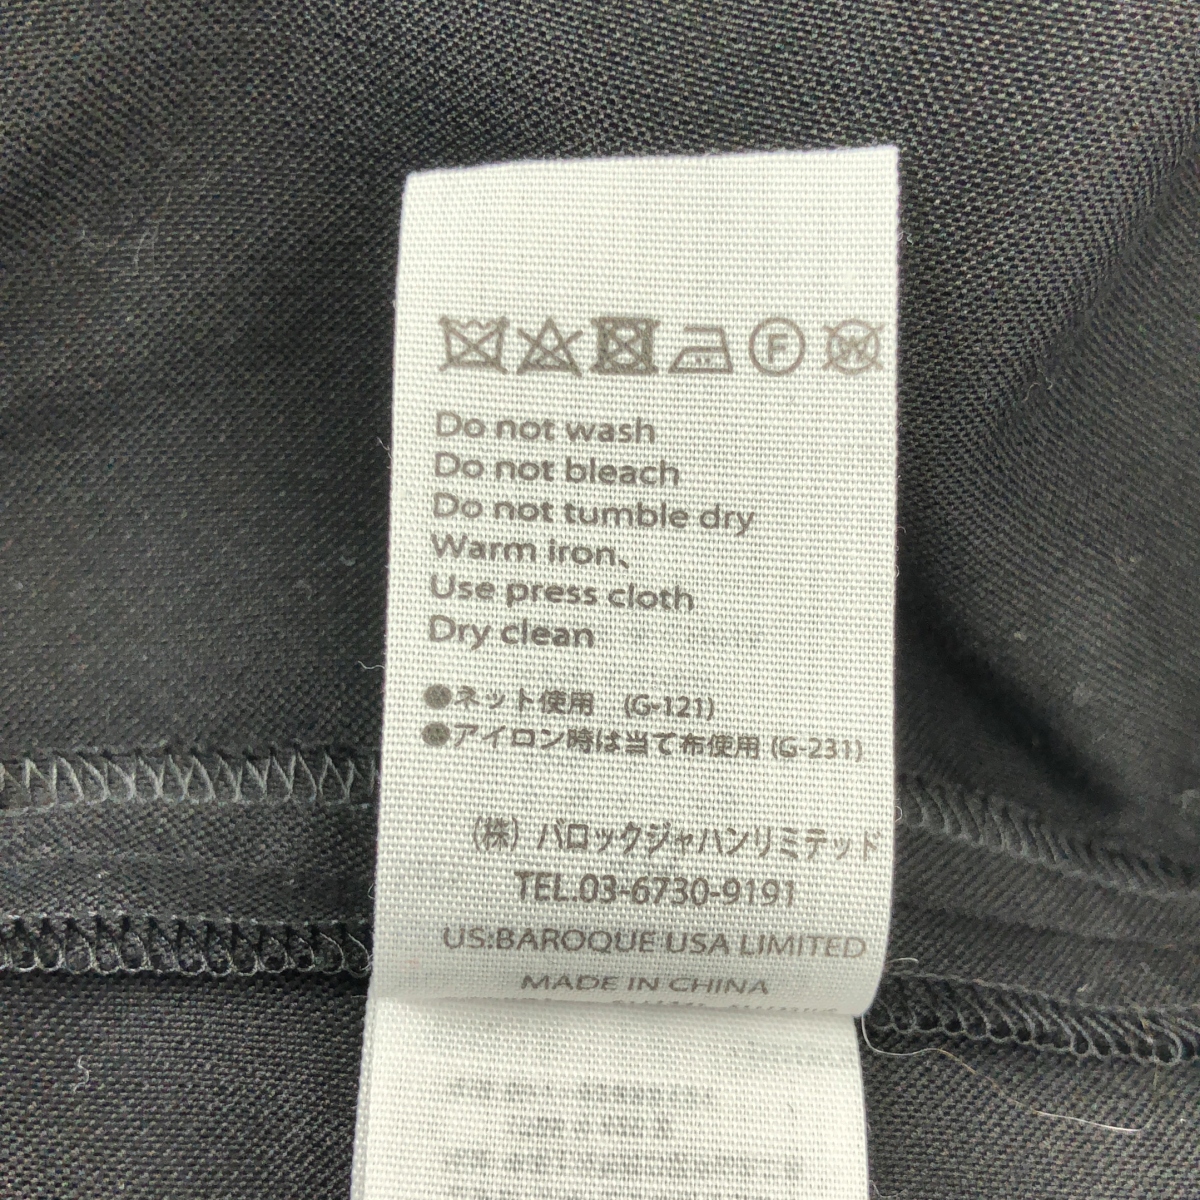 F W
Do not wash
Do not bleach
Do not tumble dry
Warm iron、
Use press cloth
Dry clean
●ネット使用 (G-121)
●アイロン時は当て布使用 (G-231)
(株) バロックジャハンリミテッド
TEL.03-6730-9191
US:BAROQUE USA LIMITED
MADE IN CHINA